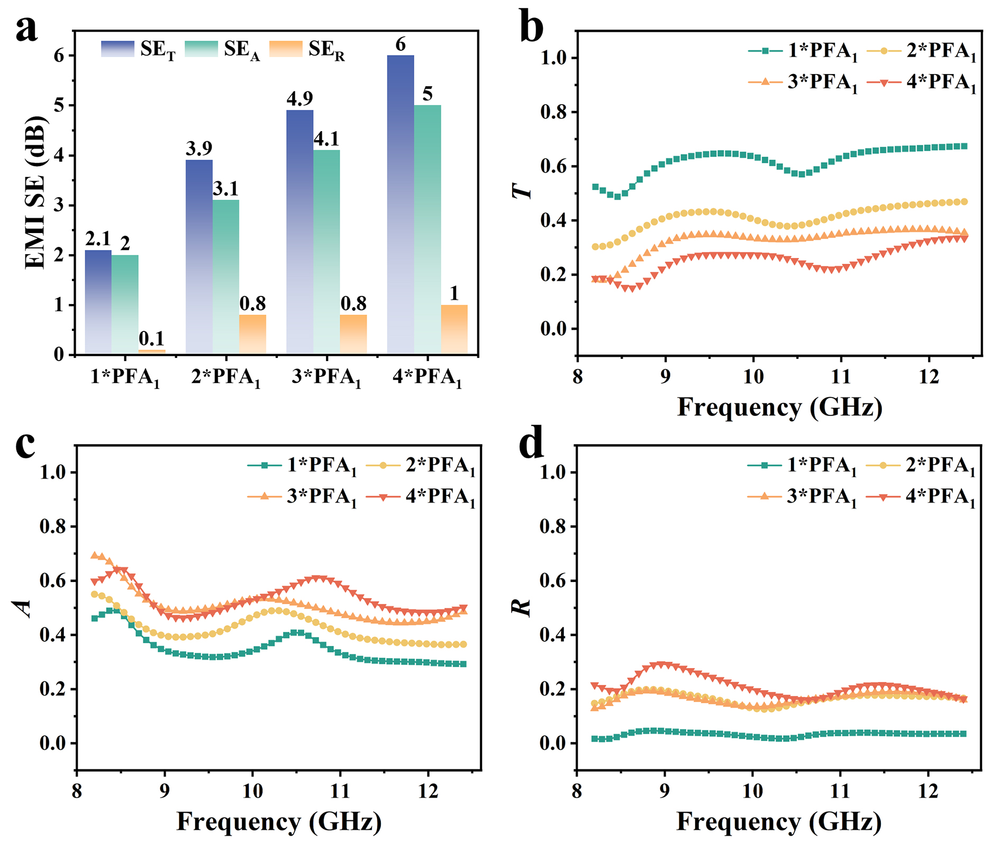 a
SE_T SE_A SE_R
EMI SE (dB)
6
5
4
3
2
1
0
2.1 2 0.1
3.9 3.1 0.8
4.9 4.1 0.8
6 5 1
1*PFA₁ 2*PFA₁ 3*PFA₁ 4*PFA₁
b
1*PFA₁ 2*PFA₁
3*PFA₁ 4*PFA₁
T
1.0
0.8
0.6
0.4
0.2
0.0
8 9 10 11 12
Frequency (GHz)
c
1*PFA₁ 2*PFA₁
3*PFA₁ 4*PFA₁
A
1.0
0.8
0.6
0.4
0.2
0.0
8 9 10 11 12
Frequency (GHz)
d
1*PFA₁ 2*PFA₁
3*PFA₁ 4*PFA₁
R
1.0
0.8
0.6
0.4
0.2
0.0
8 9 10 11 12
Frequency (GHz)